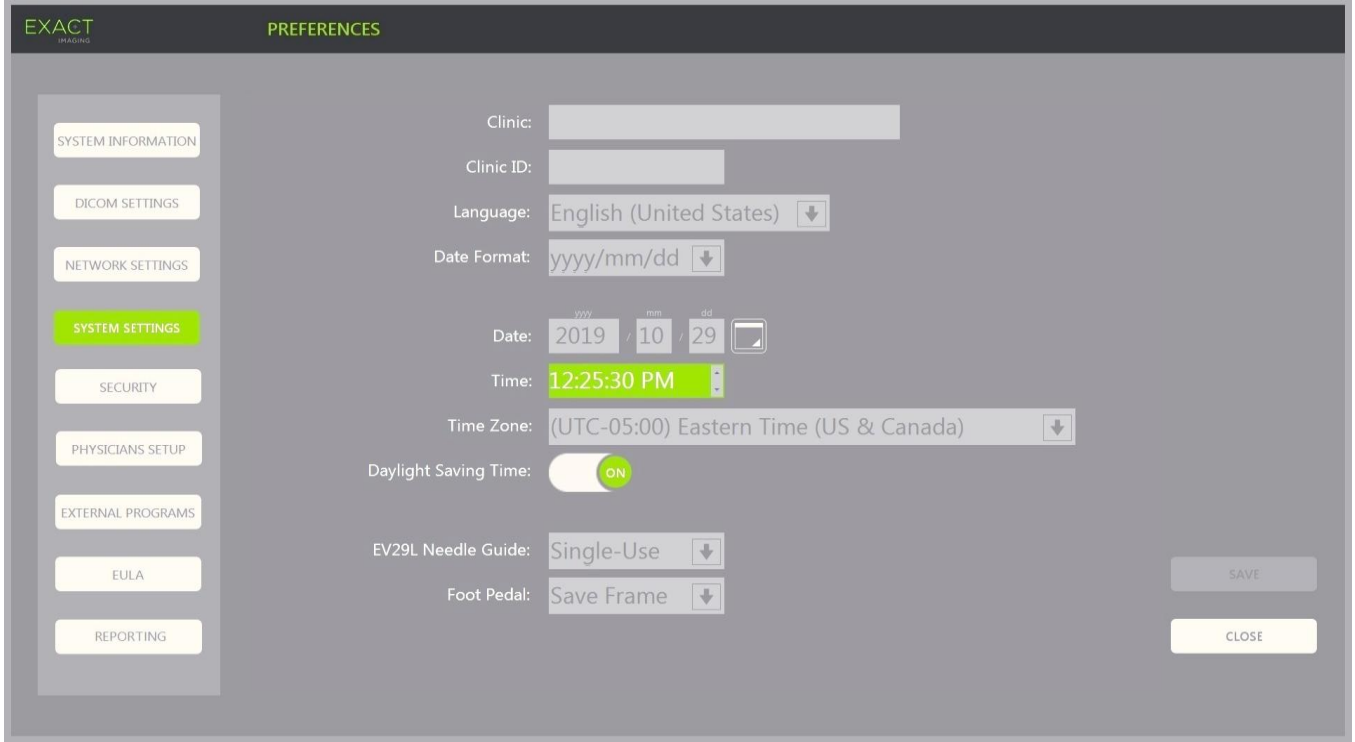 EXACT
IMAGING
PREFERENCES
SYSTEM INFORMATION
DICOM SETTINGS
NETWORK SETTINGS
SYSTEM SETTINGS
SECURITY
PHYSICIANS SETUP
EXTERNAL PROGRAMS
EULA
REPORTING
Clinic:
Clinic ID:
Language: English (United States)
Date Format: yyyy/mm/dd
yyyy mm dd
Date: 2019 / 10 / 29
Time: 12:25:30 PM
Time Zone: (UTC-05:00) Eastern Time (US & Canada)
Daylight Saving Time: ON
EV29L Needle Guide: Single-Use
Foot Pedal: Save Frame
SAVE
CLOSE